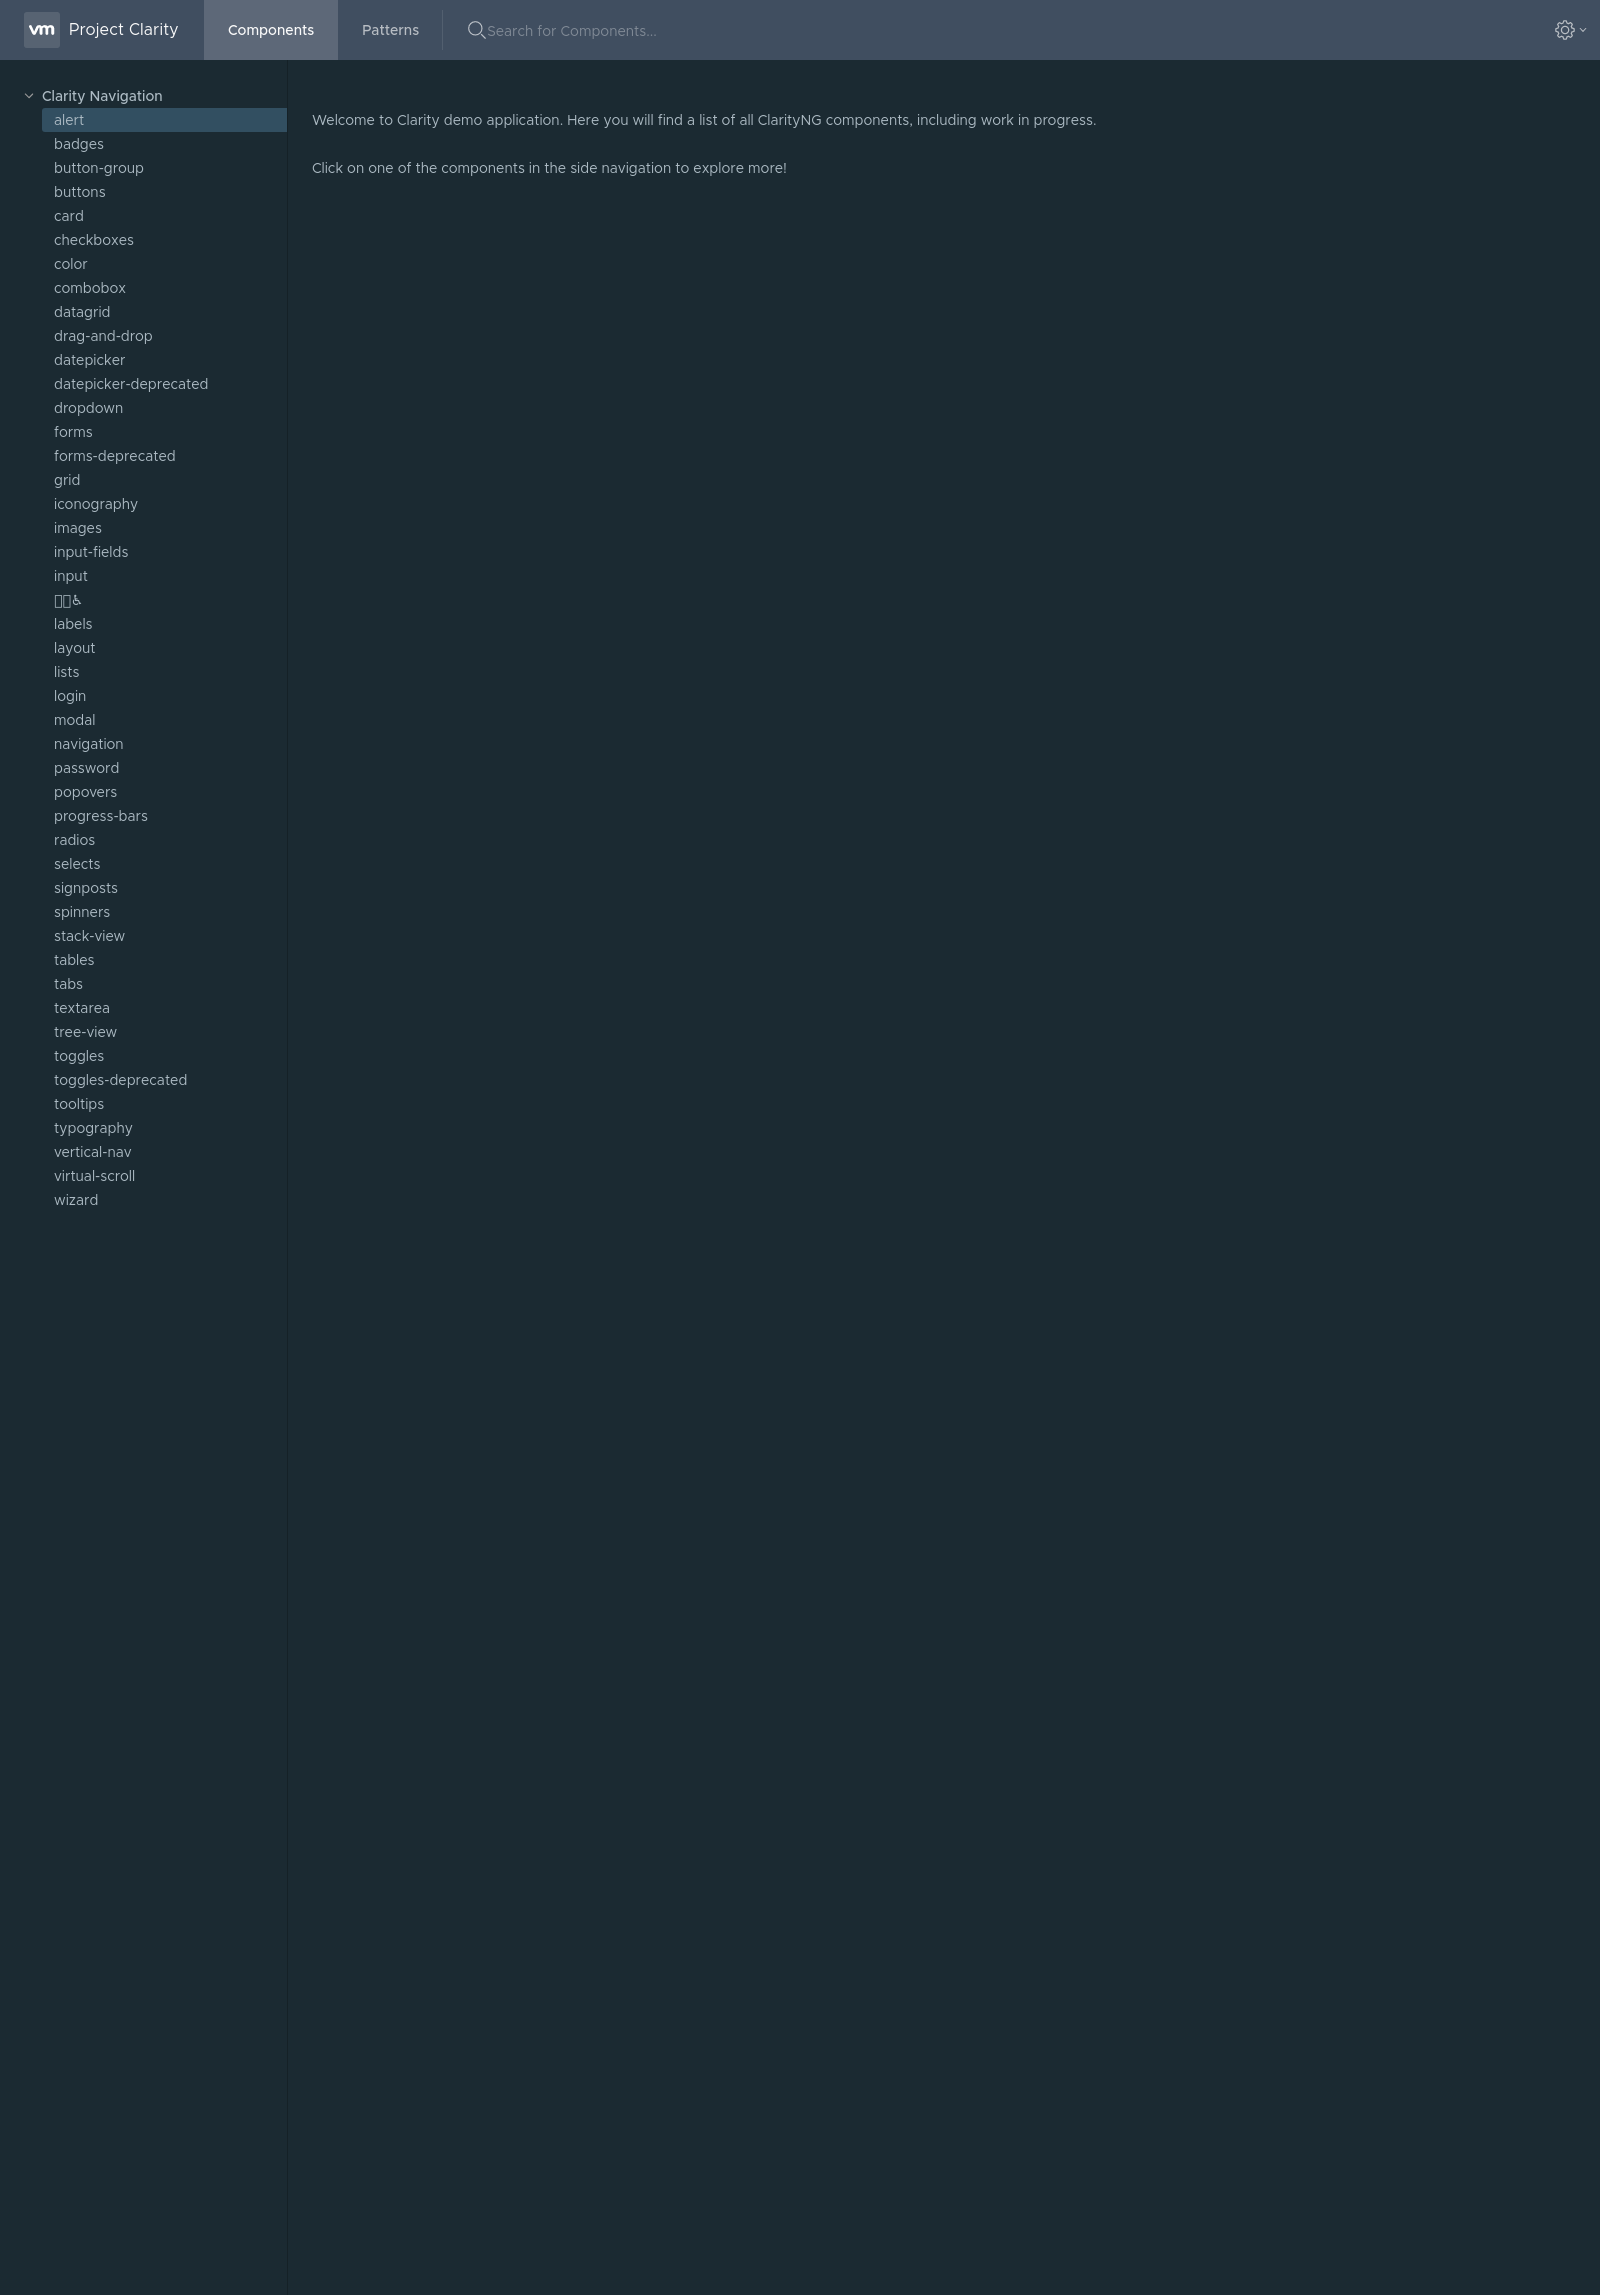 vm Project Clarity
Components
Patterns
Search for Components...
Clarity Navigation
alert
badges
button-group
buttons
card
checkboxes
color
combobox
datagrid
drag-and-drop
datepicker
datepicker-deprecated
dropdown
forms
forms-deprecated
grid
iconography
images
input-fields
input
♿
labels
layout
lists
login
modal
navigation
password
popovers
progress-bars
radios
selects
signposts
spinners
stack-view
tables
tabs
textarea
tree-view
toggles
toggles-deprecated
tooltips
typography
vertical-nav
virtual-scroll
wizard
Welcome to Clarity demo application. Here you will find a list of all ClarityNG components, including work in progress.
Click on one of the components in the side navigation to explore more!